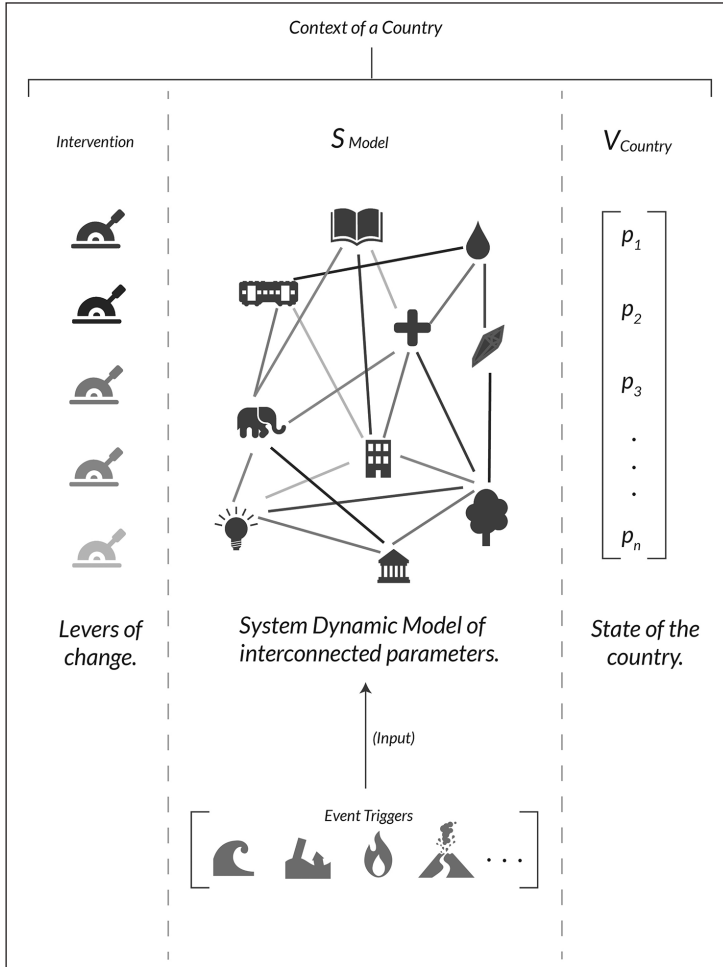 Context of a Country
Intervention
S Model
V Country
p1
p2
p3
.
.
.
pn
Levers of
change.
System Dynamic Model of
interconnected parameters.
State of the
country.
(Input)
Event Triggers
. . .